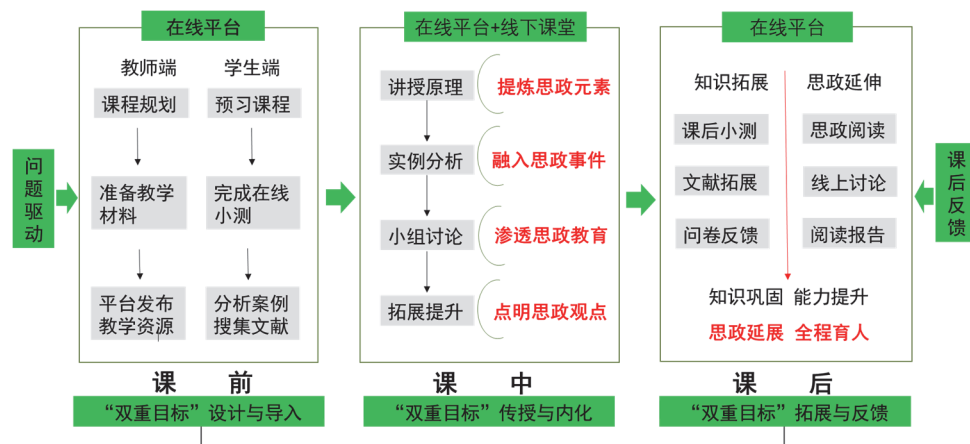 问题驱动
在线平台
教师端
学生端
课程规划
预习课程
准备教学
材料
完成在线
小测
平台发布
教学资源
分析案例
搜集文献
课 前
“双重目标”设计与导入
在线平台+线下课堂
讲授原理
提炼思政元素
实例分析
融入思政事件
小组讨论
渗透思政教育
拓展提升
点明思政观点
课 中
“双重目标”传授与内化
在线平台
知识拓展
思政延伸
课后小测
思政阅读
文献拓展
线上讨论
问卷反馈
阅读报告
知识巩固 能力提升
思政延展 全程育人
课 后
“双重目标”拓展与反馈
课后反馈